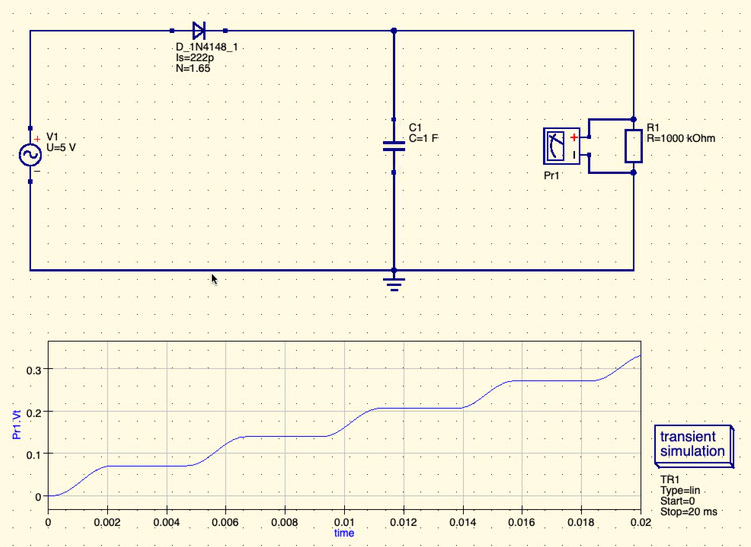 D_1N4148_1
Is=222p
N=1.65
V1
U=5 V
+
−
C1
C=1 F
+
Pr1
R1
R=1000 kOhm
Pr1.Vt
0.3
0.2
0.1
0
0 0.002 0.004 0.006 0.008 0.01 0.012 0.014 0.016 0.018 0.02
time
transient
simulation
TR1
Type=lin
Start=0
Stop=20 ms